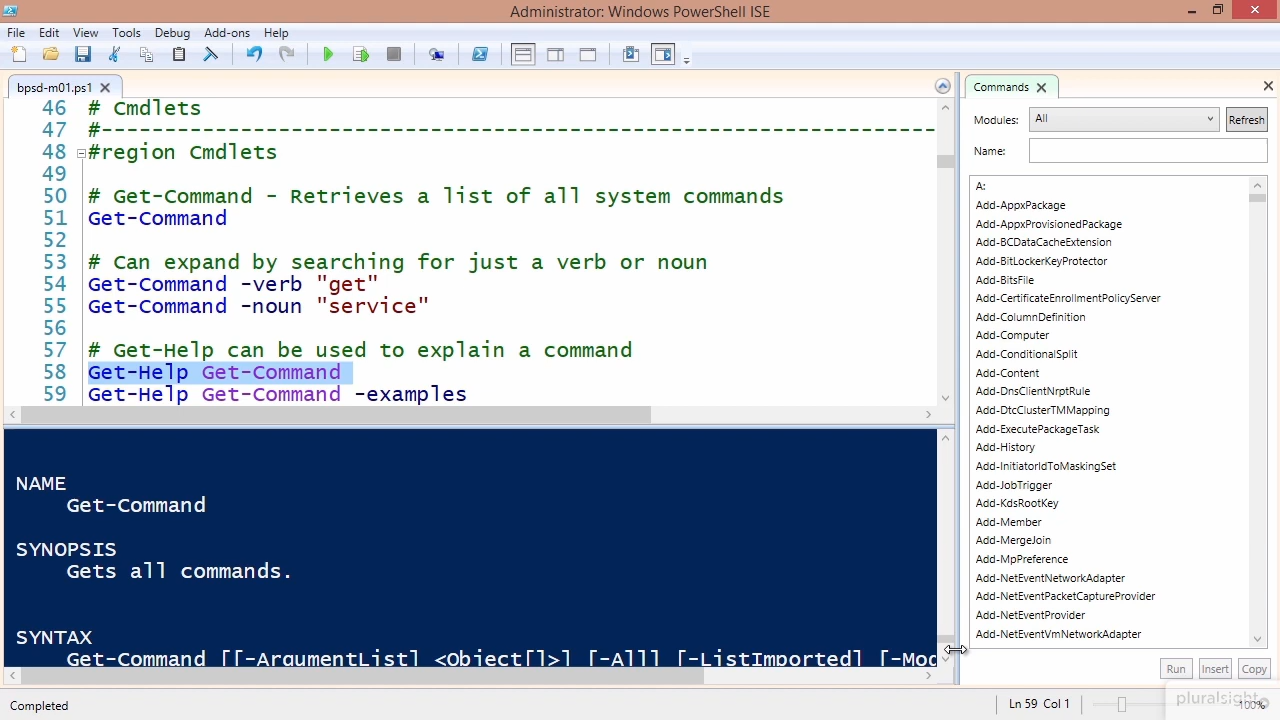 Administrator: Windows PowerShell ISE
File Edit View Tools Debug Add-ons Help
bpsd-m01.ps1
46 # Cmdlets
47 #-------------------------------------------------------------------
48 #region Cmdlets
49
50 # Get-Command - Retrieves a list of all system commands
51 Get-Command
52
53 # Can expand by searching for just a verb or noun
54 Get-Command -verb "get"
55 Get-Command -noun "service"
56
57 # Get-Help can be used to explain a command
58 Get-Help Get-Command
59 Get-Help Get-Command -examples
NAME
Get-Command
SYNOPSIS
Gets all commands.
SYNTAX
Get-Command [[-ArgumentList] <Object[]>] [-All] [-ListImported] [-Mod
Commands
Modules: All Refresh
Name:
A:
Add-AppxPackage
Add-AppxProvisionedPackage
Add-BCDataCacheExtension
Add-BitLockerKeyProtector
Add-BitsFile
Add-CertificateEnrollmentPolicyServer
Add-ColumnDefinition
Add-Computer
Add-ConditionalSplit
Add-Content
Add-DnsClientNrptRule
Add-DtcClusterTMMapping
Add-ExecutePackageTask
Add-History
Add-InitiatorIdToMaskingSet
Add-JobTrigger
Add-KdsRootKey
Add-Member
Add-MergeJoin
Add-MpPreference
Add-NetEventNetworkAdapter
Add-NetEventPacketCaptureProvider
Add-NetEventProvider
Add-NetEventVmNetworkAdapter
Run Insert Copy
pluralsight
Completed
Ln 59 Col 1
100%